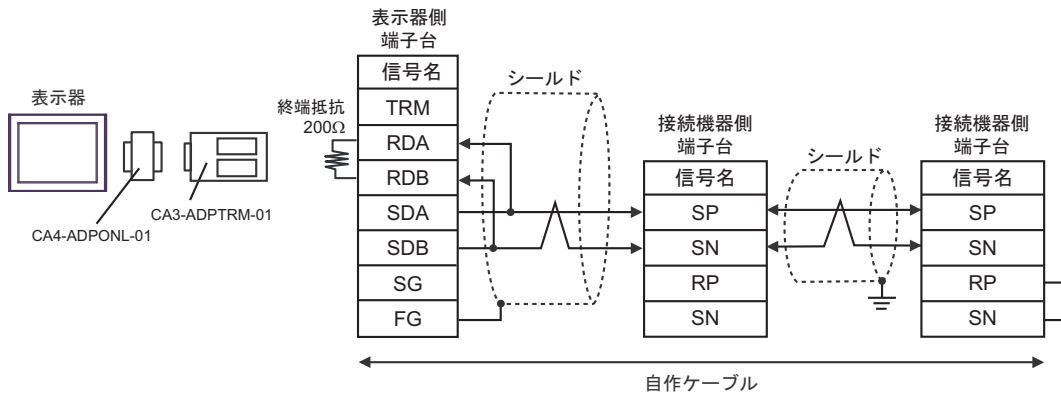 表示器
CA4-ADPONL-01
CA3-ADPTRM-01
終端抵抗
200Ω
表示器側
端子台
信号名
TRM
RDA
RDB
SDA
SDB
SG
FG
シールド
接続機器側
端子台
信号名
SP
SN
RP
SN
シールド
接続機器側
端子台
信号名
SP
SN
RP
SN
自作ケーブル